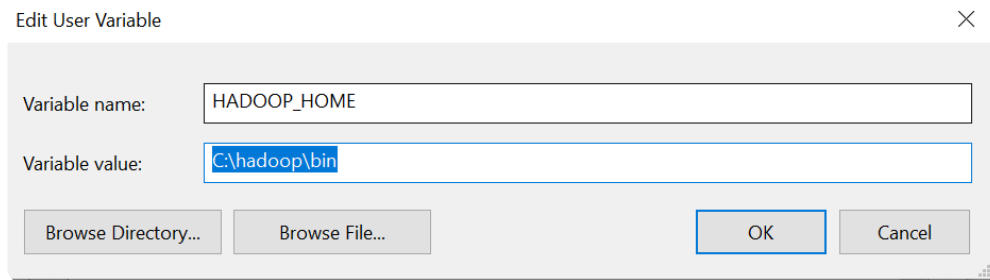 Edit User Variable
Variable name: HADOOP_HOME
Variable value: C:\hadoop\bin
Browse Directory... Browse File... OK Cancel